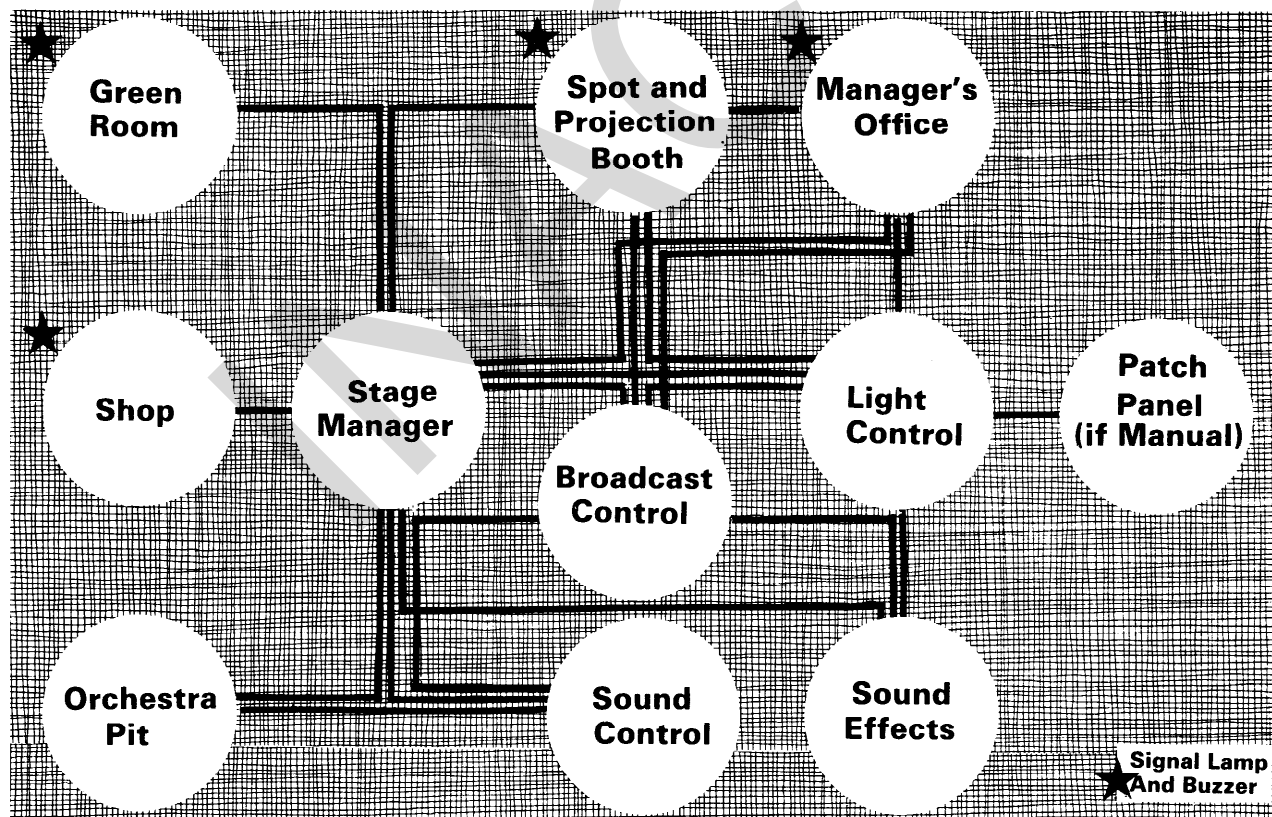 Green
Room
Spot and
Projection
Booth
Manager's
Office
Shop
Stage
Manager
Broadcast
Control
Light
Control
Patch
Panel
(if Manual)
Orchestra
Pit
Sound
Control
Sound
Effects
Signal Lamp
And Buzzer